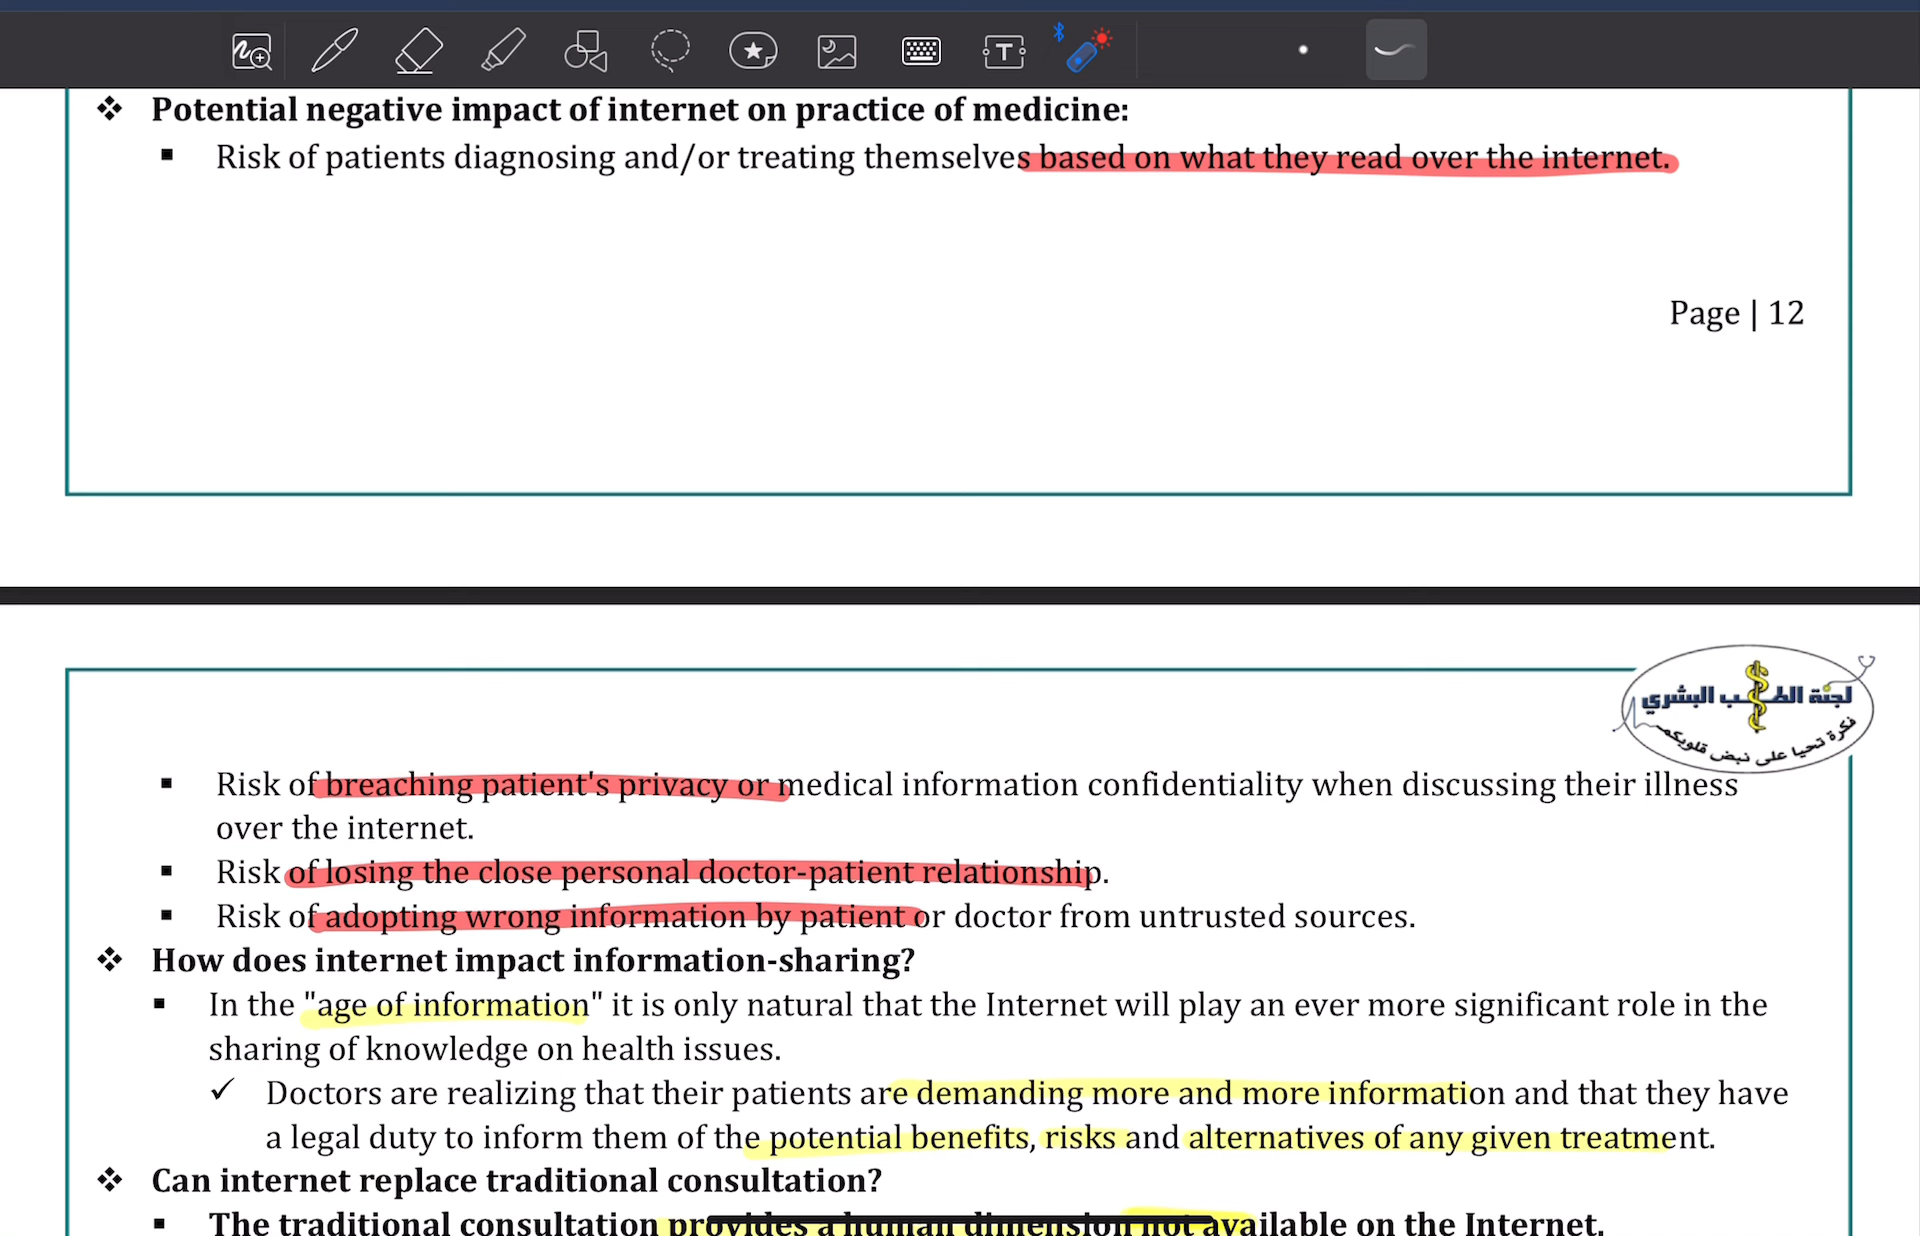 ❖ Potential negative impact of internet on practice of medicine:
▪ Risk of patients diagnosing and/or treating themselves based on what they read over the internet.
Page | 12
لجنة الطب البشري
فكرة تحيا على نبض قلوبكم
▪ Risk of breaching patient's privacy or medical information confidentiality when discussing their illness
over the internet.
▪ Risk of losing the close personal doctor-patient relationship.
▪ Risk of adopting wrong information by patient or doctor from untrusted sources.
❖ How does internet impact information-sharing?
▪ In the "age of information" it is only natural that the Internet will play an ever more significant role in the
sharing of knowledge on health issues.
✓ Doctors are realizing that their patients are demanding more and more information and that they have
a legal duty to inform them of the potential benefits, risks and alternatives of any given treatment.
❖ Can internet replace traditional consultation?
▪ The traditional consultation provides a human dimension not available on the Internet.